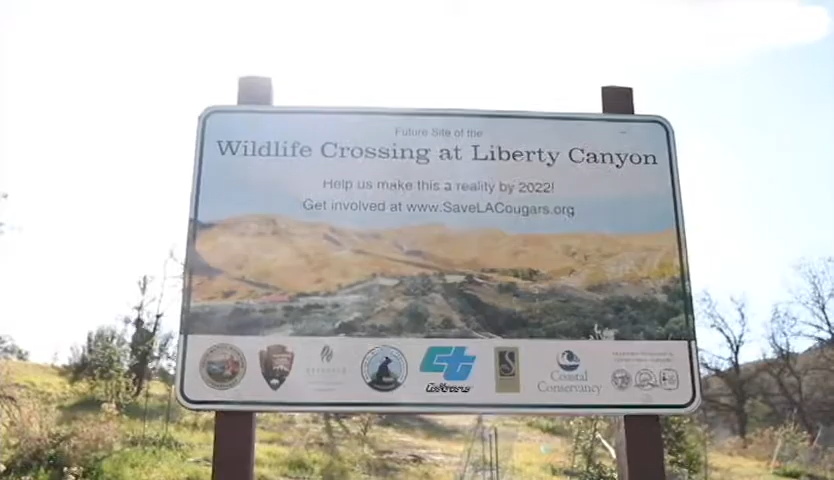 Future Site of the
Wildlife Crossing at Liberty Canyon
Help us make this a reality by 2022!
Get involved at www.SaveLACougars.org
Caltrans
Coastal
Conservancy